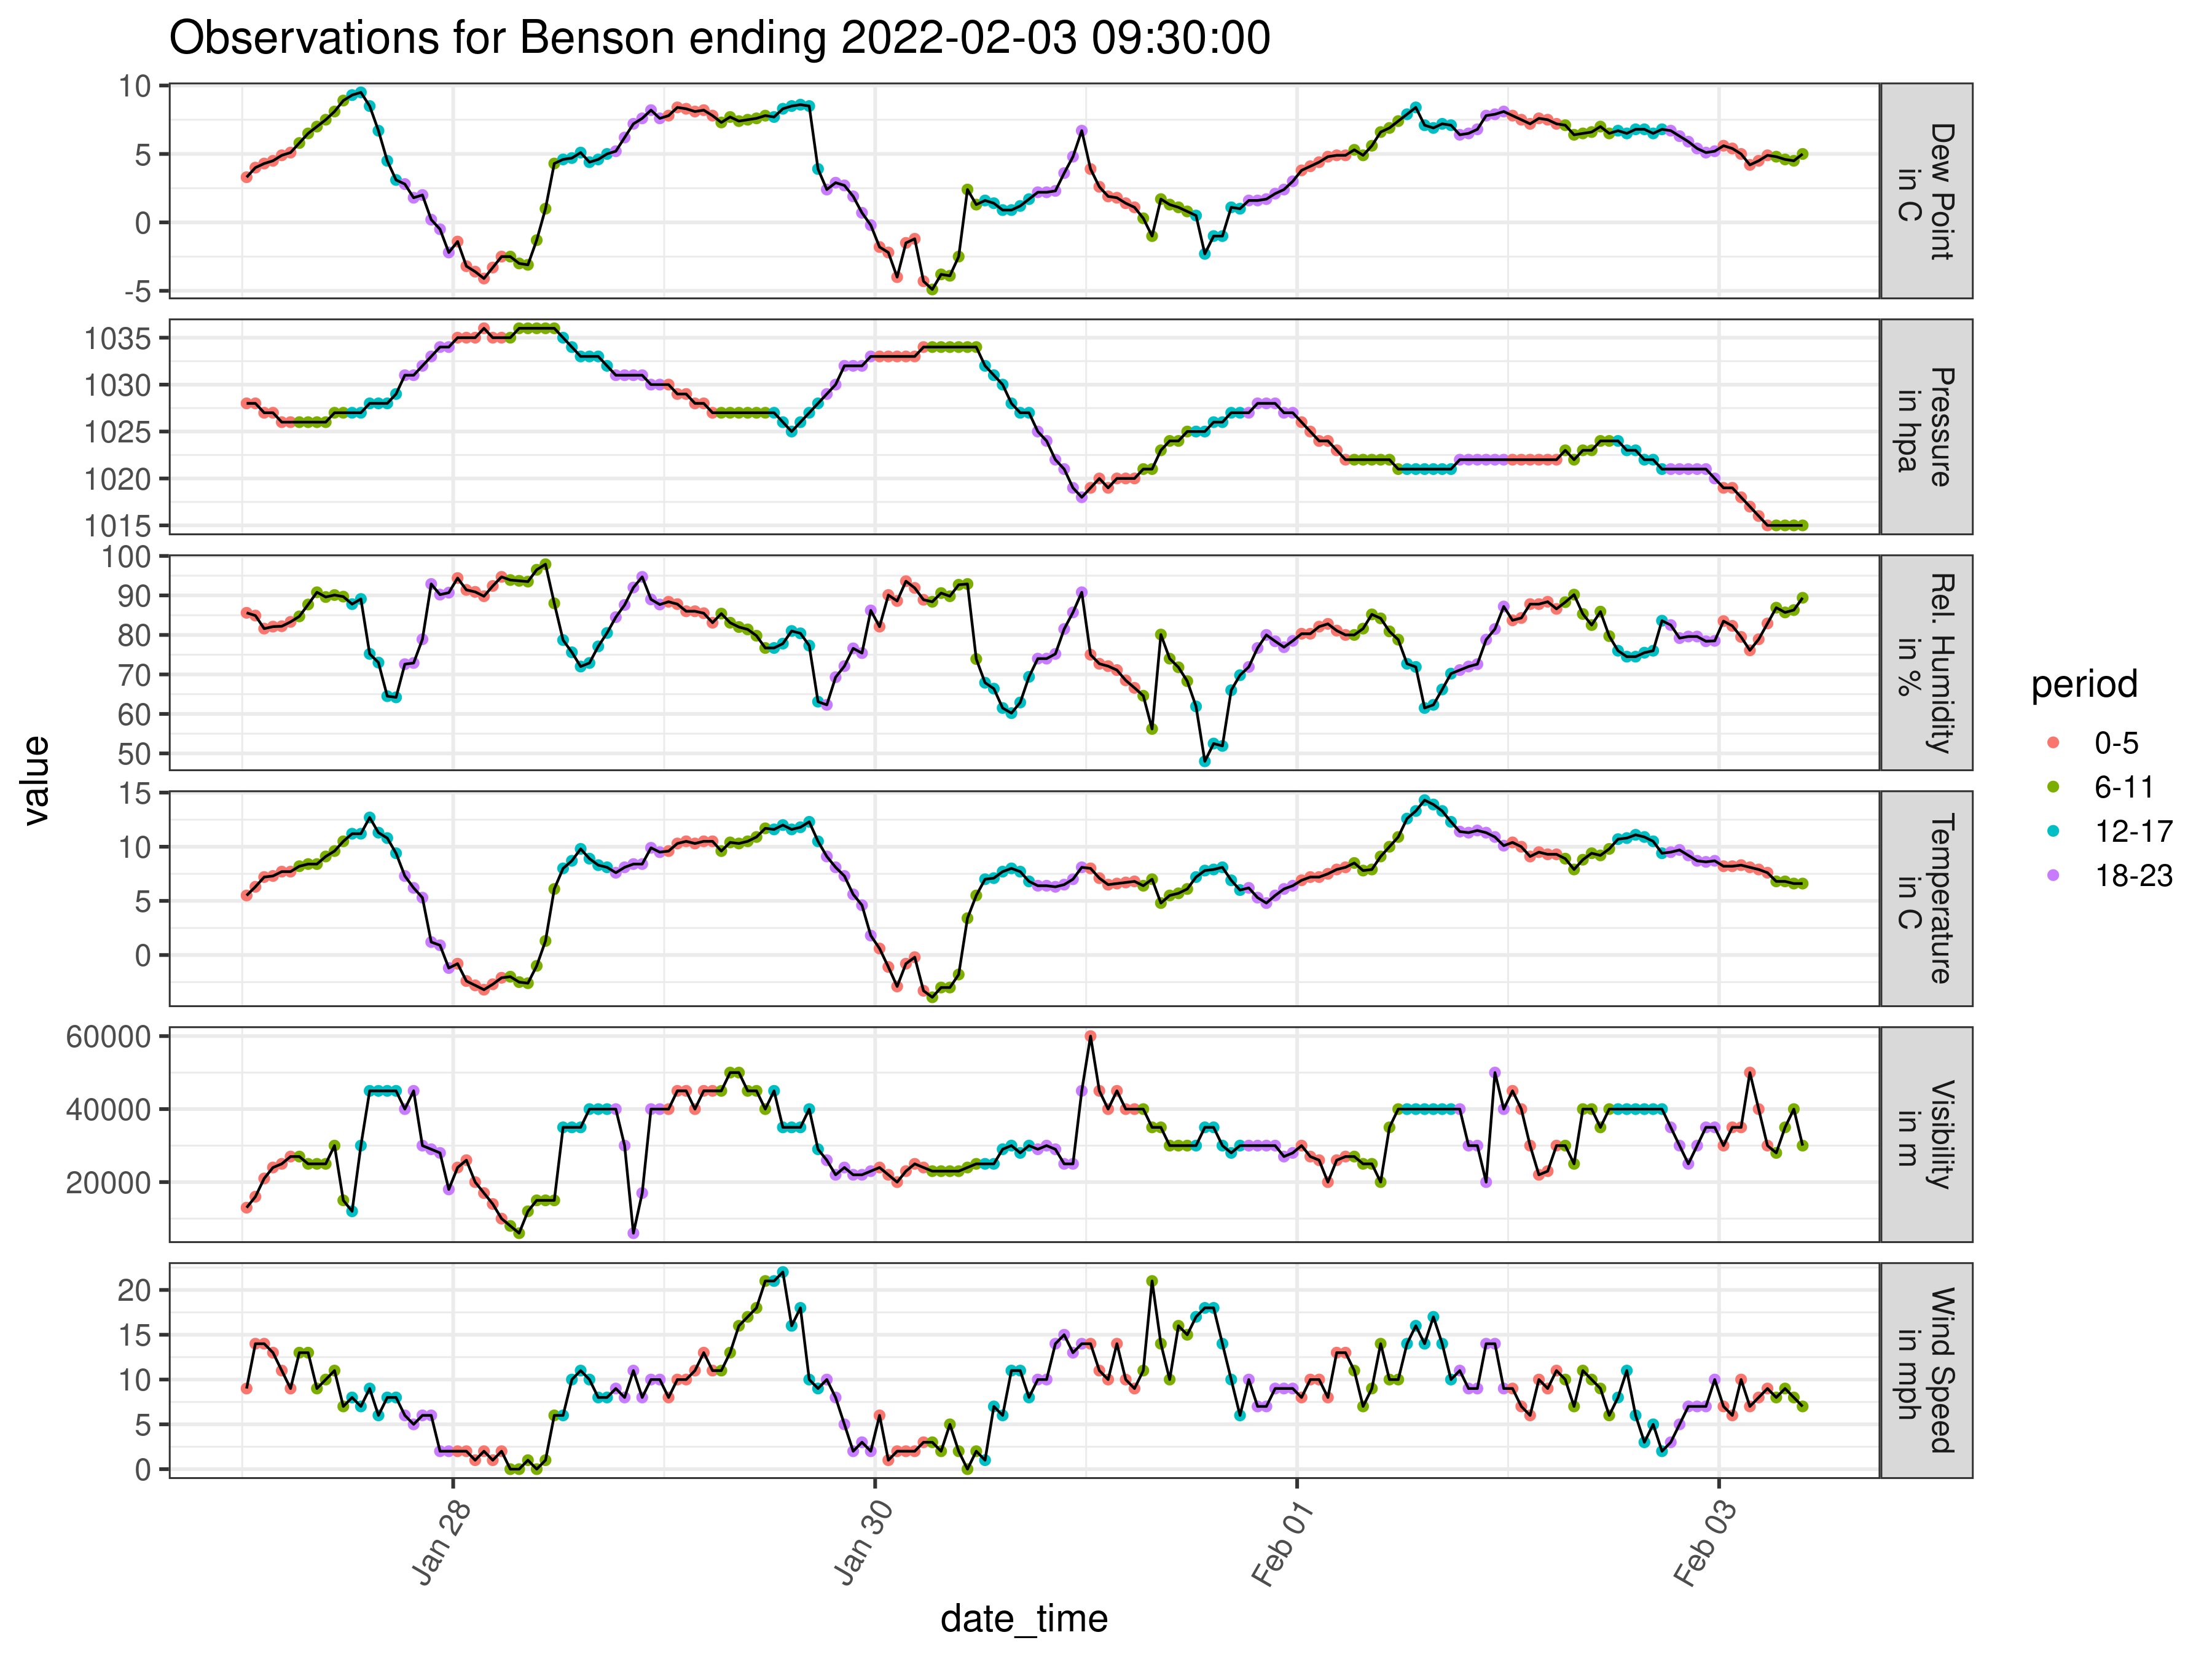 Observations for Benson ending 2022-02-03 09:30:00
value
10
5
0
-5
Dew Point
in C
1035
1030
1025
1020
1015
Pressure
in hpa
100
90
80
70
60
50
Rel. Humidity
in %
15
10
5
0
Temperature
in C
60000
40000
20000
Visibility
in m
20
15
10
5
0
Wind Speed
in mph
Jan 28
Jan 30
Feb 01
Feb 03
date_time
period
0-5
6-11
12-17
18-23